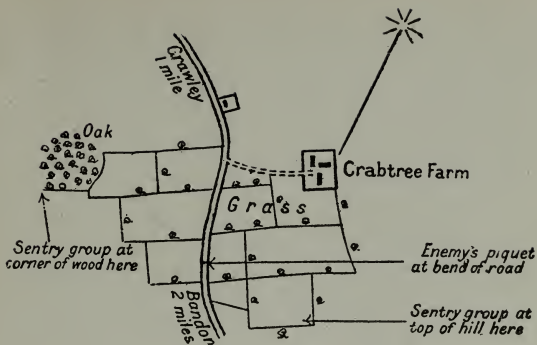 Crawley
1 mile
Oak
Crabtree Farm
Grass
Sentry group at
corner of wood here
Enemy's piquet
at bend of road
Bandon
2 miles
Sentry group at
top of hill here